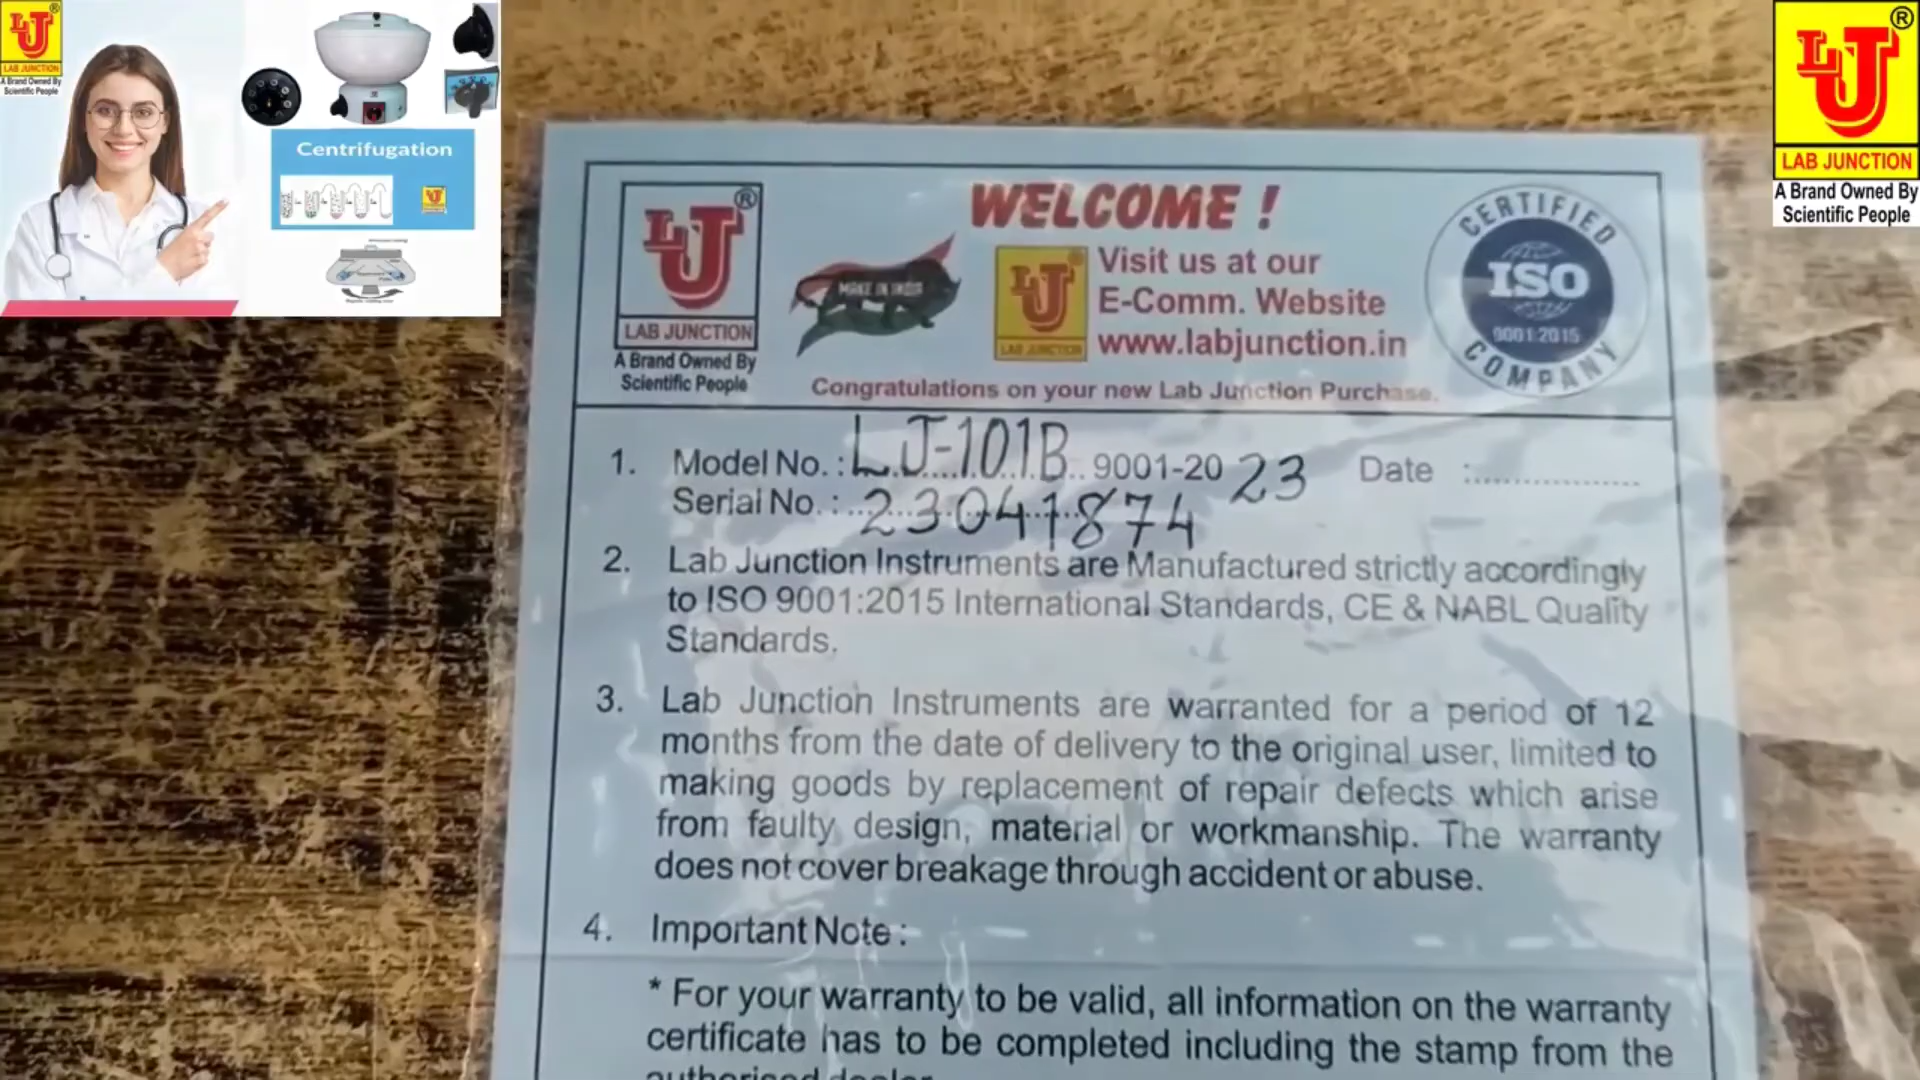 LJ
®
LAB JUNCTION
A Brand Owned By
Scientific People
Centrifugation
LJ
®
LAB JUNCTION
A Brand Owned By
Scientific People
LJ
®
LAB JUNCTION
A Brand Owned By
Scientific People
MAKE IN INDIA
WELCOME !
LJ
LAB JUNCTION
Visit us at our
E-Comm. Website
www.labjunction.in
CERTIFIED
ISO
9001:2015
COMPANY
Congratulations on your new Lab Junction Purchase.
1. Model No. : LJ-101B 9001-20 23 Date :
Serial No. : 23041874
2. Lab Junction Instruments are Manufactured strictly accordingly
to ISO 9001:2015 International Standards, CE & NABL Quality
Standards.
3. Lab Junction Instruments are warranted for a period of 12
months from the date of delivery to the original user, limited to
making goods by replacement of repair defects which arise
from faulty design, material or workmanship. The warranty
does not cover breakage through accident or abuse.
4. Important Note :
* For your warranty to be valid, all information on the warranty
certificate has to be completed including the stamp from the
authorised dealer